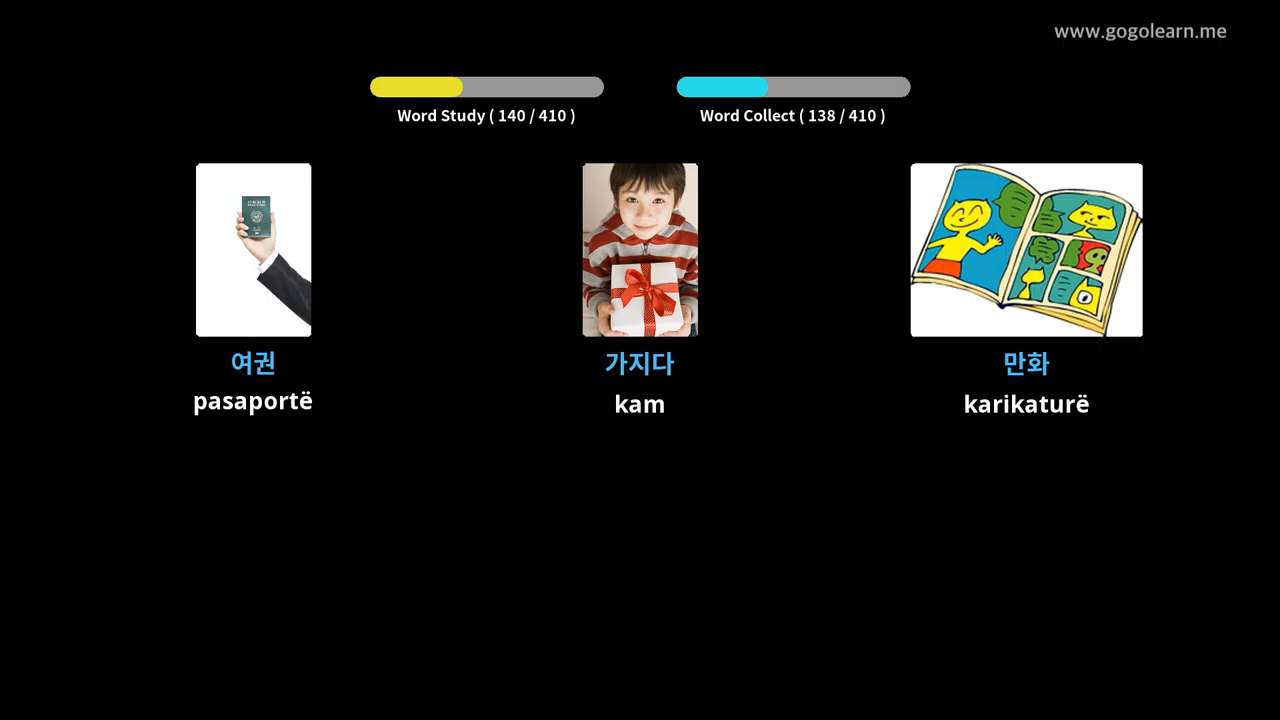 www.gogolearn.me
Word Study ( 140 / 410 )
Word Collect ( 138 / 410 )
여권
가지다
만화
pasaportë
kam
karikaturë